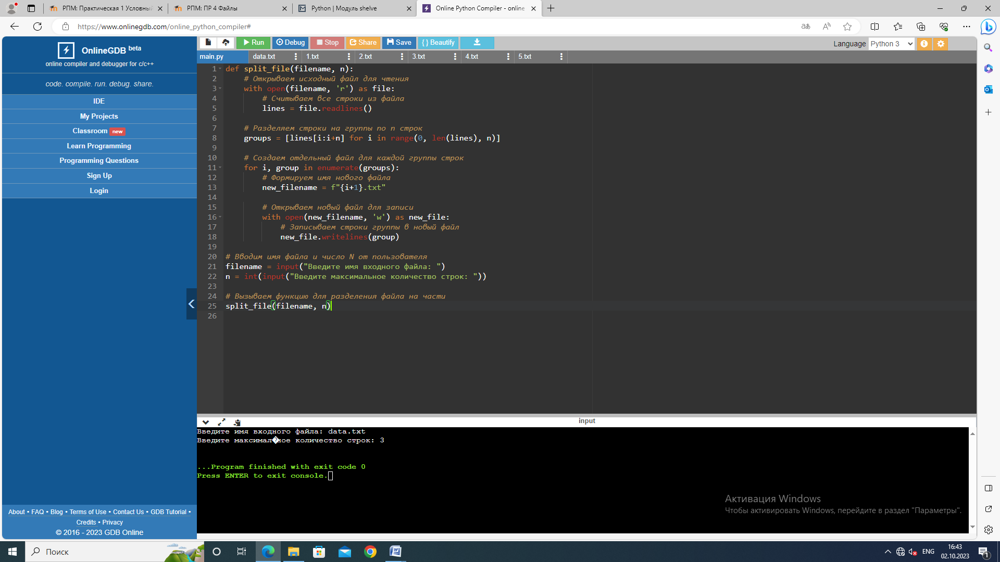 РПМ: Практическая 1 Условный
РПМ: ПР 4 Файлы
Python | Модуль shelve
Online Python Compiler - online
https://www.onlinegdb.com/online_python_compiler#
OnlineGDB beta
online compiler and debugger for c/c++
code. compile. run. debug. share.
IDE
My Projects
Classroom new
Learn Programming
Programming Questions
Sign Up
Login
About • FAQ • Blog • Terms of Use • Contact Us • GDB Tutorial •
Credits • Privacy
© 2016 - 2023 GDB Online
Run Debug Stop Share Save { } Beautify
Language Python 3
main.py data.txt 1.txt 2.txt 3.txt 4.txt 5.txt
1 def split_file(filename, n):
2 # Открываем исходный файл для чтения
3 with open(filename, 'r') as file:
4 # Считываем все строки из файла
5 lines = file.readlines()
6
7 # Разделяем строки на группы по n строк
8 groups = [lines[i:i+n] for i in range(0, len(lines), n)]
9
10 # Создаем отдельный файл для каждой группы строк
11 for i, group in enumerate(groups):
12 # Формируем имя нового файла
13 new_filename = f"{i+1}.txt"
14
15 # Открываем новый файл для записи
16 with open(new_filename, 'w') as new_file:
17 # Записываем строки группы в новый файл
18 new_file.writelines(group)
19
20 # Вводим имя файла и число N от пользователя
21 filename = input("Введите имя входного файла: ")
22 n = int(input("Введите максимальное количество строк: "))
23
24 # Вызываем функцию для разделения файла на части
25 split_file(filename, n)
26
input
Введите имя входного файла: data.txt
Введите максимал�ное количество строк: 3
...Program finished with exit code 0
Press ENTER to exit console.
Активация Windows
Чтобы активировать Windows, перейдите в раздел "Параметры".
Поиск
ENG
16:43
02.10.2023
1